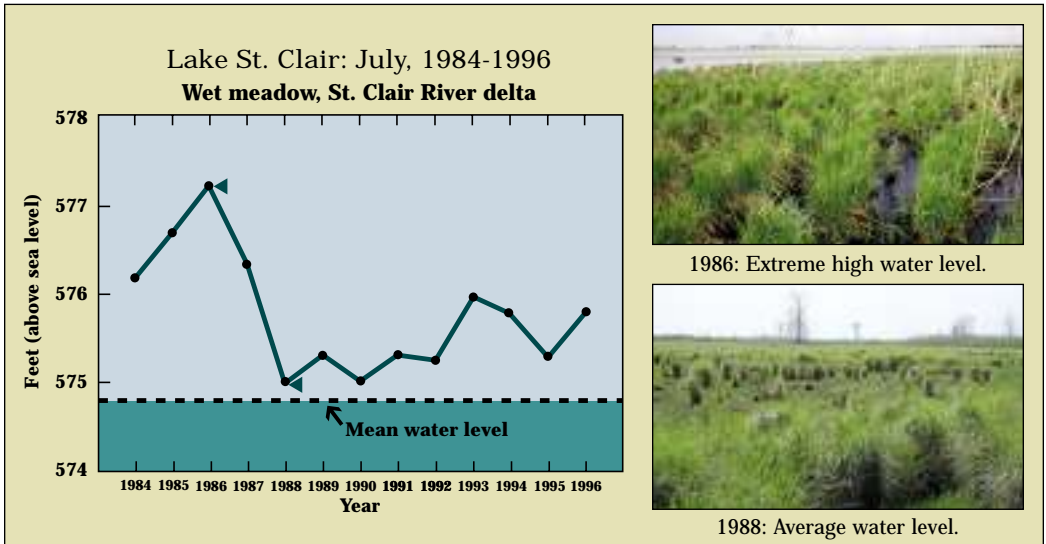 Lake St. Clair: July, 1984-1996
Wet meadow, St. Clair River delta
Feet (above sea level)
578
577
576
575
574
Mean water level
1984 1985 1986 1987 1988 1989 1990 1991 1992 1993 1994 1995 1996
Year
1986: Extreme high water level.
1988: Average water level.